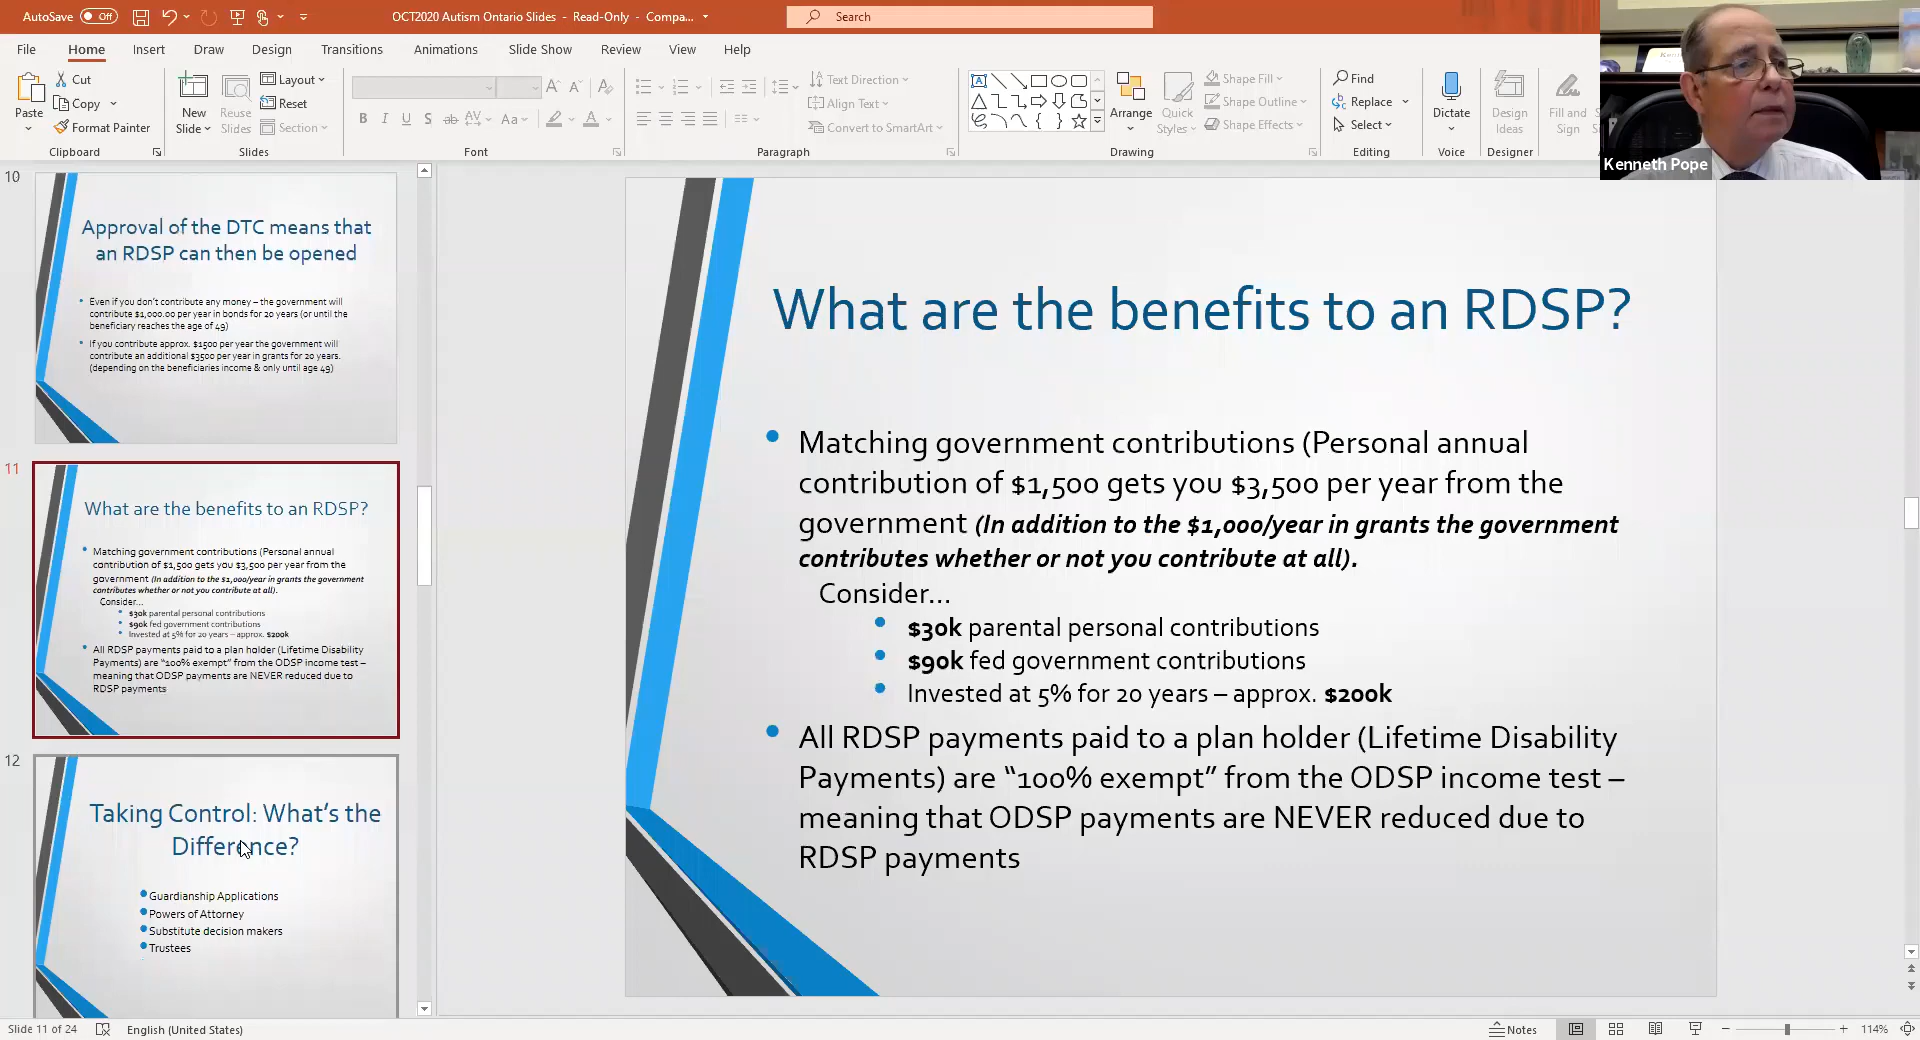 AutoSave Off
OCT2020 Autism Ontario Slides - Read-Only - Compa...
Search
File Home Insert Draw Design Transitions Animations Slide Show Review View Help
Paste
Cut
Copy
Format Painter
Clipboard
New Slide
Reuse Slides
Layout
Reset
Section
Slides
B I U S ab AV Aa A
Font
Text Direction
Align Text
Convert to SmartArt
Paragraph
Arrange
Quick Styles
Shape Fill
Shape Outline
Shape Effects
Drawing
Find
Replace
Select
Editing
Dictate
Voice
Design Ideas
Designer
Fill and Sign
Kenneth Pope
10
Approval of the DTC means that
an RDSP can then be opened
Even if you don't contribute any money – the government will
contribute $1,000.00 per year in bonds for 20 years (or until the
beneficiary reaches the age of 49)
If you contribute approx. $1500 per year the government will
contribute an additional $3500 per year in grants for 20 years.
(depending on the beneficiaries income & only until age 49)
11
What are the benefits to an RDSP?
Matching government contributions (Personal annual
contribution of $1,500 gets you $3,500 per year from the
government (In addition to the $1,000/year in grants the government
contributes whether or not you contribute at all).
Consider...
$30k parental personal contributions
$90k fed government contributions
Invested at 5% for 20 years – approx. $200k
All RDSP payments paid to a plan holder (Lifetime Disability
Payments) are "100% exempt" from the ODSP income test –
meaning that ODSP payments are NEVER reduced due to
RDSP payments
12
Taking Control: What's the
Difference?
Guardianship Applications
Powers of Attorney
Substitute decision makers
Trustees
What are the benefits to an RDSP?
Matching government contributions (Personal annual
contribution of $1,500 gets you $3,500 per year from the
government (In addition to the $1,000/year in grants the government
contributes whether or not you contribute at all).
Consider...
$30k parental personal contributions
$90k fed government contributions
Invested at 5% for 20 years – approx. $200k
All RDSP payments paid to a plan holder (Lifetime Disability
Payments) are “100% exempt” from the ODSP income test –
meaning that ODSP payments are NEVER reduced due to
RDSP payments
Slide 11 of 24 English (United States) Notes 114%